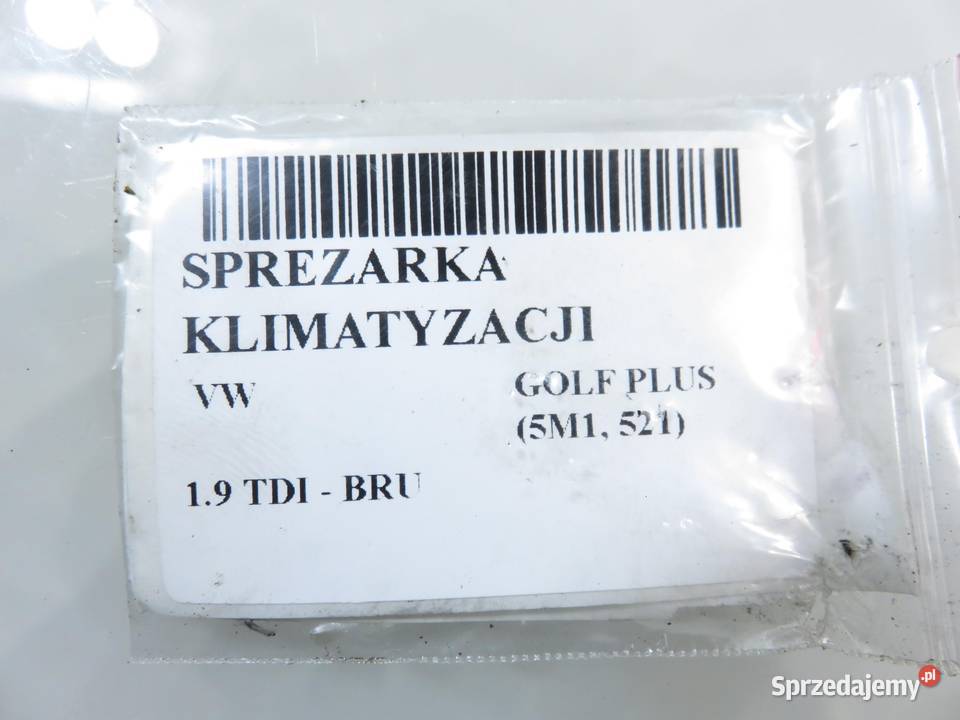 SPREZARKA
KLIMATYZACJI
VW GOLF PLUS
(5M1, 521)
1.9 TDI - BRU
Sprzedajemy.pl